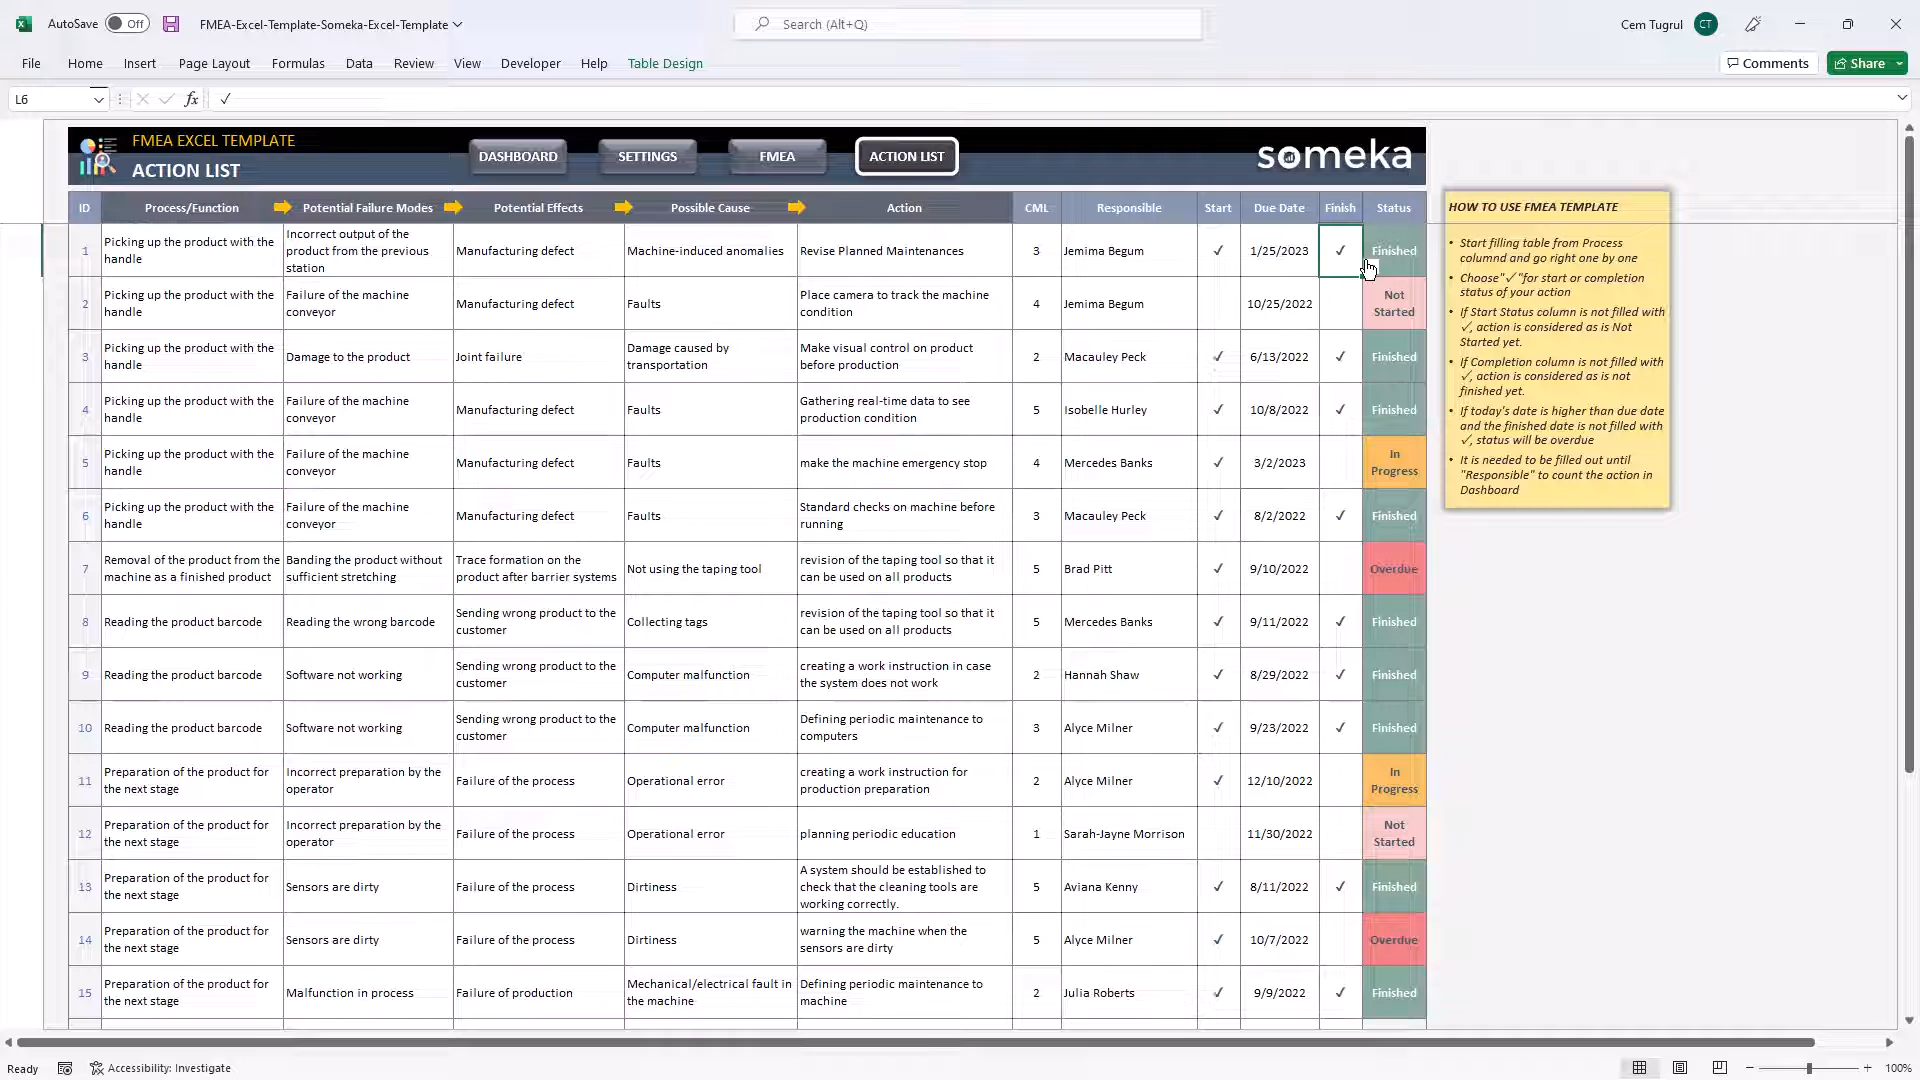 AutoSave Off FMEA-Excel-Template-Someka-Excel-Template Search (Alt+Q) Cem Tugrul CT
File Home Insert Page Layout Formulas Data Review View Developer Help Table Design Comments Share
L6 fx ✓
FMEA EXCEL TEMPLATE
ACTION LIST
DASHBOARD SETTINGS FMEA ACTION LIST
someka
ID Process/Function Potential Failure Modes Potential Effects Possible Cause Action CML Responsible Start Due Date Finish Status
1 Picking up the product with the handle Incorrect output of the product from the previous station Manufacturing defect Machine-induced anomalies Revise Planned Maintenances 3 Jemima Begum ✓ 1/25/2023 ✓ Finished
2 Picking up the product with the handle Failure of the machine conveyor Manufacturing defect Faults Place camera to track the machine condition 4 Jemima Begum 10/25/2022 Not Started
3 Picking up the product with the handle Damage to the product Joint failure Damage caused by transportation Make visual control on product before production 2 Macauley Peck ✓ 6/13/2022 ✓ Finished
4 Picking up the product with the handle Failure of the machine conveyor Manufacturing defect Faults Gathering real-time data to see production condition 5 Isobelle Hurley ✓ 10/8/2022 ✓ Finished
5 Picking up the product with the handle Failure of the machine conveyor Manufacturing defect Faults make the machine emergency stop 4 Mercedes Banks ✓ 3/2/2023 In Progress
6 Picking up the product with the handle Failure of the machine conveyor Manufacturing defect Faults Standard checks on machine before running 3 Macauley Peck ✓ 8/2/2022 ✓ Finished
7 Removal of the product from the machine as a finished product Banding the product without sufficient stretching Trace formation on the product after barrier systems Not using the taping tool revision of the taping tool so that it can be used on all products 5 Brad Pitt ✓ 9/10/2022 Overdue
8 Reading the product barcode Reading the wrong barcode Sending wrong product to the customer Collecting tags revision of the taping tool so that it can be used on all products 5 Mercedes Banks ✓ 9/11/2022 ✓ Finished
9 Reading the product barcode Software not working Sending wrong product to the customer Computer malfunction creating a work instruction in case the system does not work 2 Hannah Shaw ✓ 8/29/2022 ✓ Finished
10 Reading the product barcode Software not working Sending wrong product to the customer Computer malfunction Defining periodic maintenance to computers 3 Alyce Milner ✓ 9/23/2022 ✓ Finished
11 Preparation of the product for the next stage Incorrect preparation by the operator Failure of the process Operational error creating a work instruction for production preparation 2 Alyce Milner ✓ 12/10/2022 In Progress
12 Preparation of the product for the next stage Incorrect preparation by the operator Failure of the process Operational error planning periodic education 1 Sarah-Jayne Morrison 11/30/2022 Not Started
13 Preparation of the product for the next stage Sensors are dirty Failure of the process Dirtiness A system should be established to check that the cleaning tools are working correctly. 5 Aviana Kenny ✓ 8/11/2022 ✓ Finished
14 Preparation of the product for the next stage Sensors are dirty Failure of the process Dirtiness warning the machine when the sensors are dirty 5 Alyce Milner ✓ 10/7/2022 Overdue
15 Preparation of the product for the next stage Malfunction in process Failure of production Mechanical/electrical fault in the machine Defining periodic maintenance to machine 2 Julia Roberts ✓ 9/9/2022 ✓ Finished
HOW TO USE FMEA TEMPLATE
• Start filling table from Process
columnd and go right one by one
• Choose"✓"for start or completion
status of your action
• If Start Status column is not filled with
✓, action is considered as is Not
Started yet.
• If Completion column is not filled with
✓, action is considered as is not
finished yet.
• If today's date is higher than due date
and the finished date is not filled with
✓, status will be overdue
• It is needed to be filled out until
"Responsible" to count the action in
Dashboard
Ready Accessibility: Investigate 100%